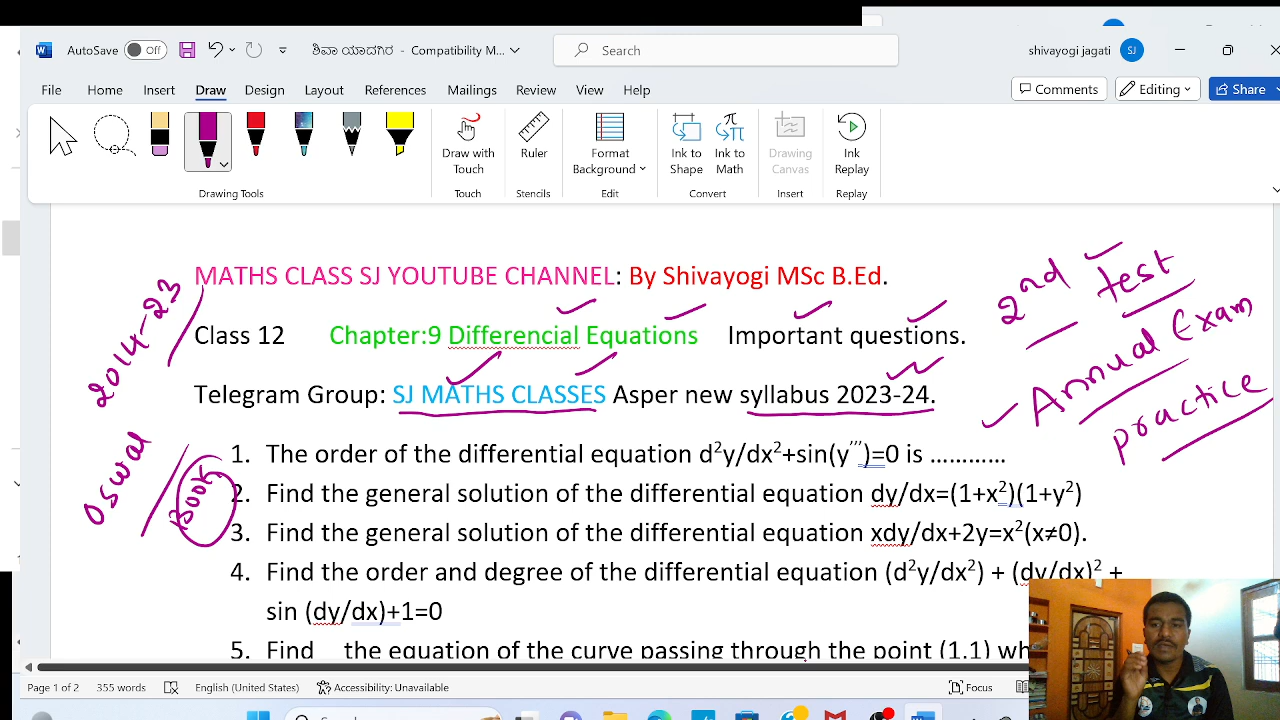 AutoSave Off ಶಿವಾ ಯಾದಗಿರ - Compatibility M... Search shivayogi jagati SJ
File Home Insert Draw Design Layout References Mailings Review View Help Comments Editing Share
Draw with Touch Ruler Format Background Ink to Shape Ink to Math Drawing Canvas Ink Replay
Drawing Tools Touch Stencils Edit Convert Insert Replay
MATHS CLASS SJ YOUTUBE CHANNEL: By Shivayogi MSc B.Ed.
Class 12 Chapter:9 Differencial Equations Important questions.
Telegram Group: SJ MATHS CLASSES Asper new syllabus 2023-24.
2014-23
2nd test
Annual Exam
practice
Oswal
Book
1. The order of the differential equation d²y/dx²+sin(y''')=0 is …………
2. Find the general solution of the differential equation dy/dx=(1+x²)(1+y²)
3. Find the general solution of the differential equation xdy/dx+2y=x²(x≠0).
4. Find the order and degree of the differential equation (d²y/dx²) + (dy/dx)² +
sin (dy/dx)+1=0
5. Find the equation of the curve passing through the point (1.1)
Page 1 of 2 355 words English (United States) Accessibility: Unavailable Focus